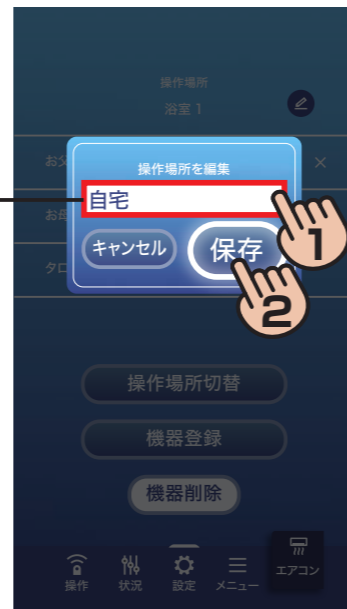 操作場所
浴室1
お父
×
操作場所を編集
自宅
お母
キャンセル
保存
1
タロ
2
操作場所切替
機器登録
機器削除
操作
状況
設定
メニュー
エアコン